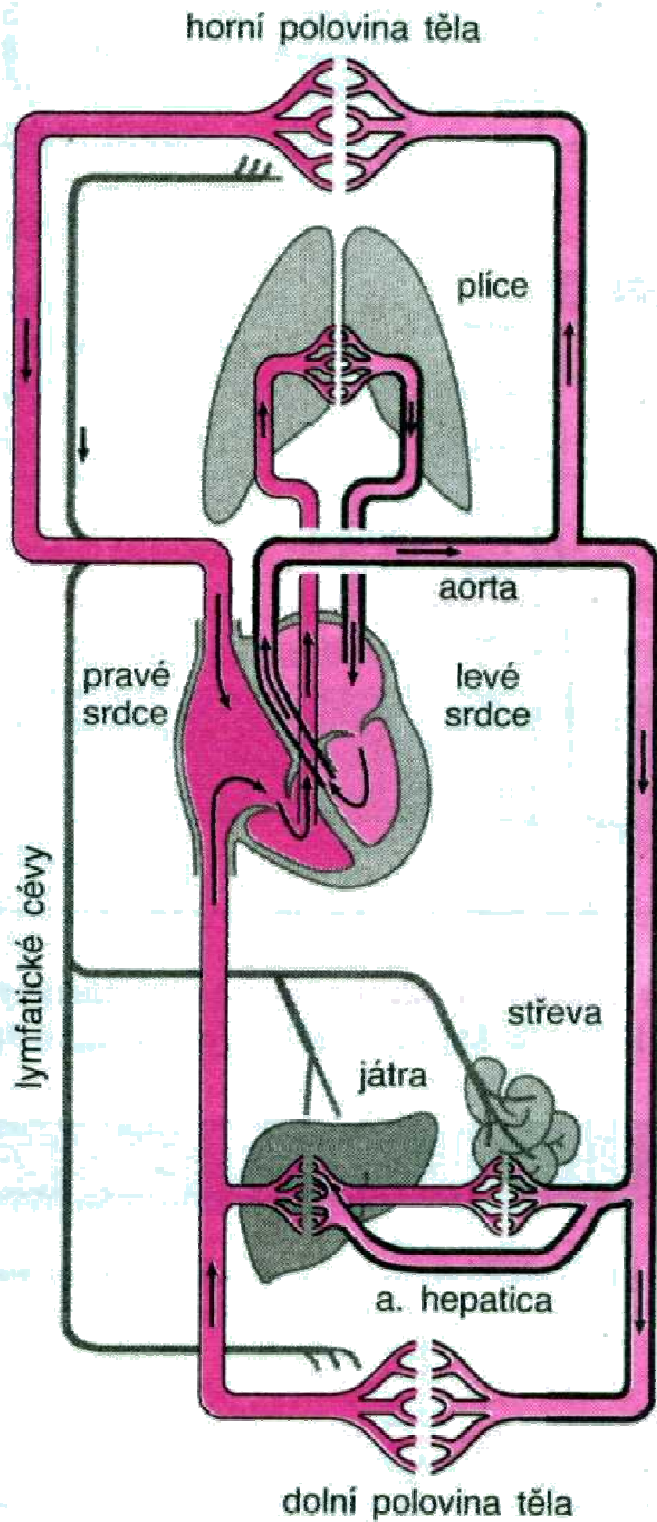 horní polovina těla
plíce
aorta
pravé
srdce
levé
srdce
lymfatické cévy
střeva
játra
a. hepatica
dolní polovina těla